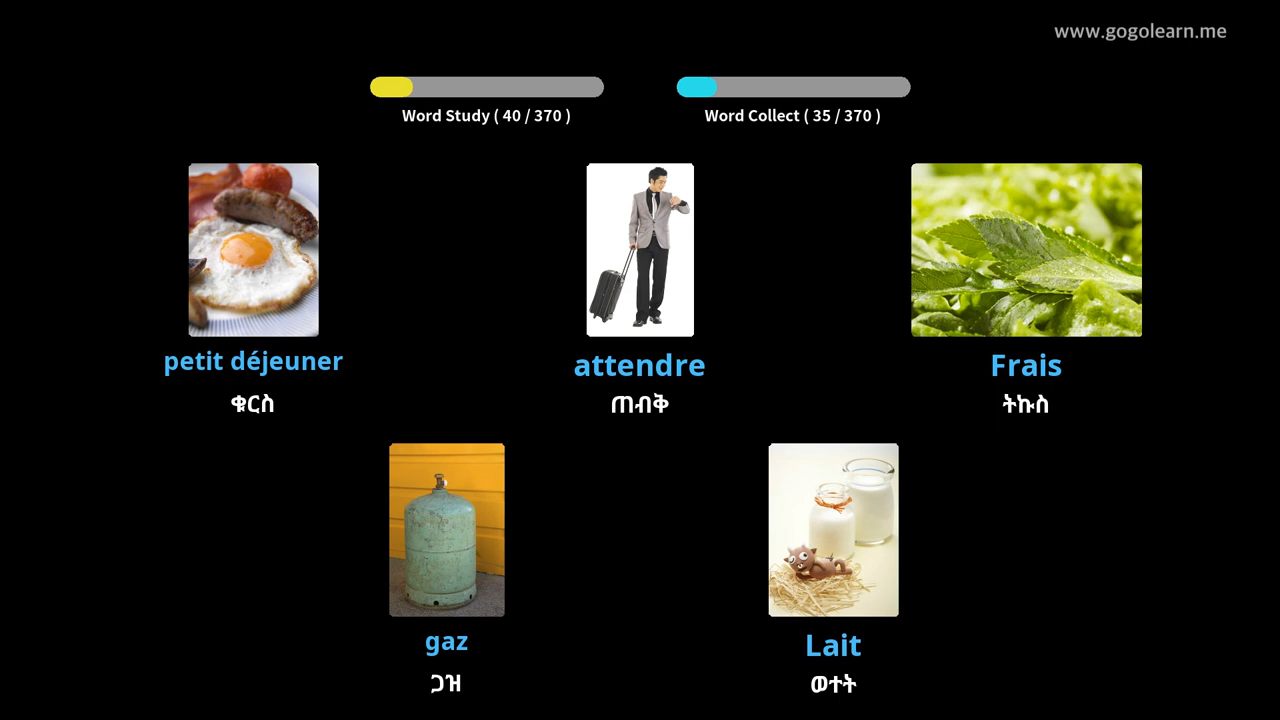 www.gogolearn.me
Word Study ( 40 / 370 )
Word Collect ( 35 / 370 )
petit déjeuner
ቁርስ
attendre
ጠብቅ
Frais
ትኩስ
gaz
ጋዝ
Lait
ወተት